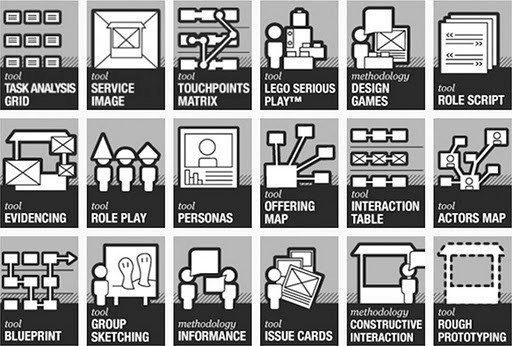 tool
TASK ANALYSIS
GRID
tool
SERVICE
IMAGE
tool
TOUCHPOINTS
MATRIX
tool
LEGO SERIOUS
PLAY™
methodology
DESIGN
GAMES
tool
ROLE SCRIPT
tool
EVIDENCING
tool
ROLE PLAY
tool
PERSONAS
tool
OFFERING
MAP
tool
INTERACTION
TABLE
tool
ACTORS MAP
tool
BLUEPRINT
tool
GROUP
SKETCHING
methodology
INFORMANCE
tool
ISSUE CARDS
methodology
CONSTRUCTIVE
INTERACTION
tool
ROUGH
PROTOTYPING